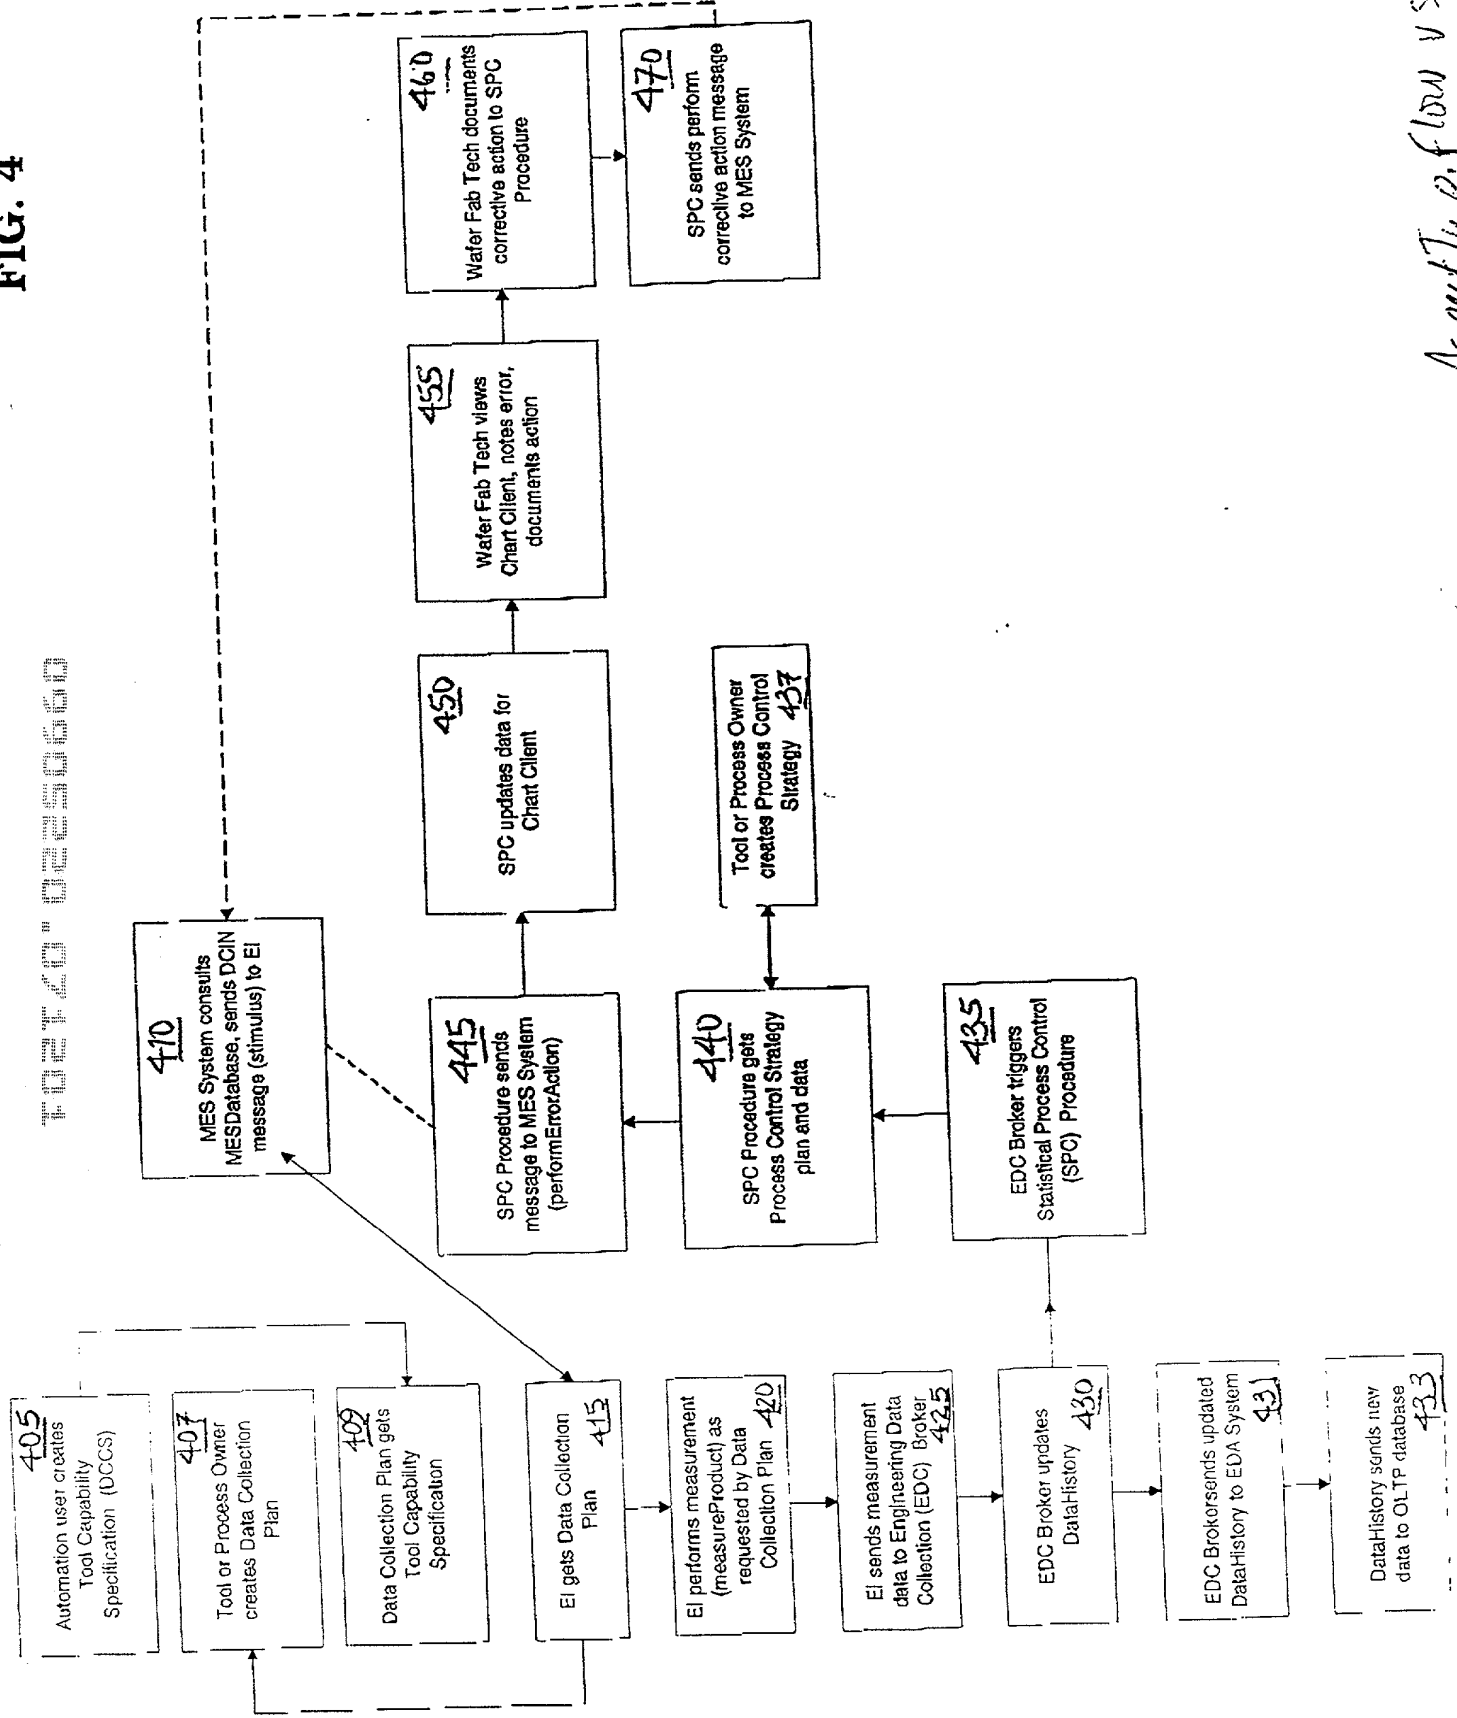 FIG. 4
405
Automation user creates
Tool Capability
Specification (DCCS)
407
Tool or Process Owner
creates Data Collection
Plan
409
Data Collection Plan gets
Tool Capability
Specification
410
MES System consults
MESDatabase, sends DCIN
message (stimulus) to EI
EI gets Data Collection
Plan 415
EI performs measurement
(measureProduct) as
requested by Data
Collection Plan 420
EI sends measurement
data to Engineering Data
Collection (EDC) Broker
425
EDC Broker updates
DataHistory 430
EDC Brokersends updated
DataHistory to EDA System
431
DataHistory sends new
data to OLTP database
433
435
EDC Broker triggers
Statistical Process Control
(SPC) Procedure
Tool or Process Owner
creates Process Control
Strategy 437
440
SPC Procedure gets
Process Control Strategy
plan and data
445
SPC Procedure sends
message to MES System
(performErrorAction)
450
SPC updates data for
Chart Client
455
Wafer Fab Tech views
Chart Client, notes error,
documents action
460
Wafer Fab Tech documents
corrective action to SPC
Procedure
470
SPC sends perform
corrective action message
to MES System